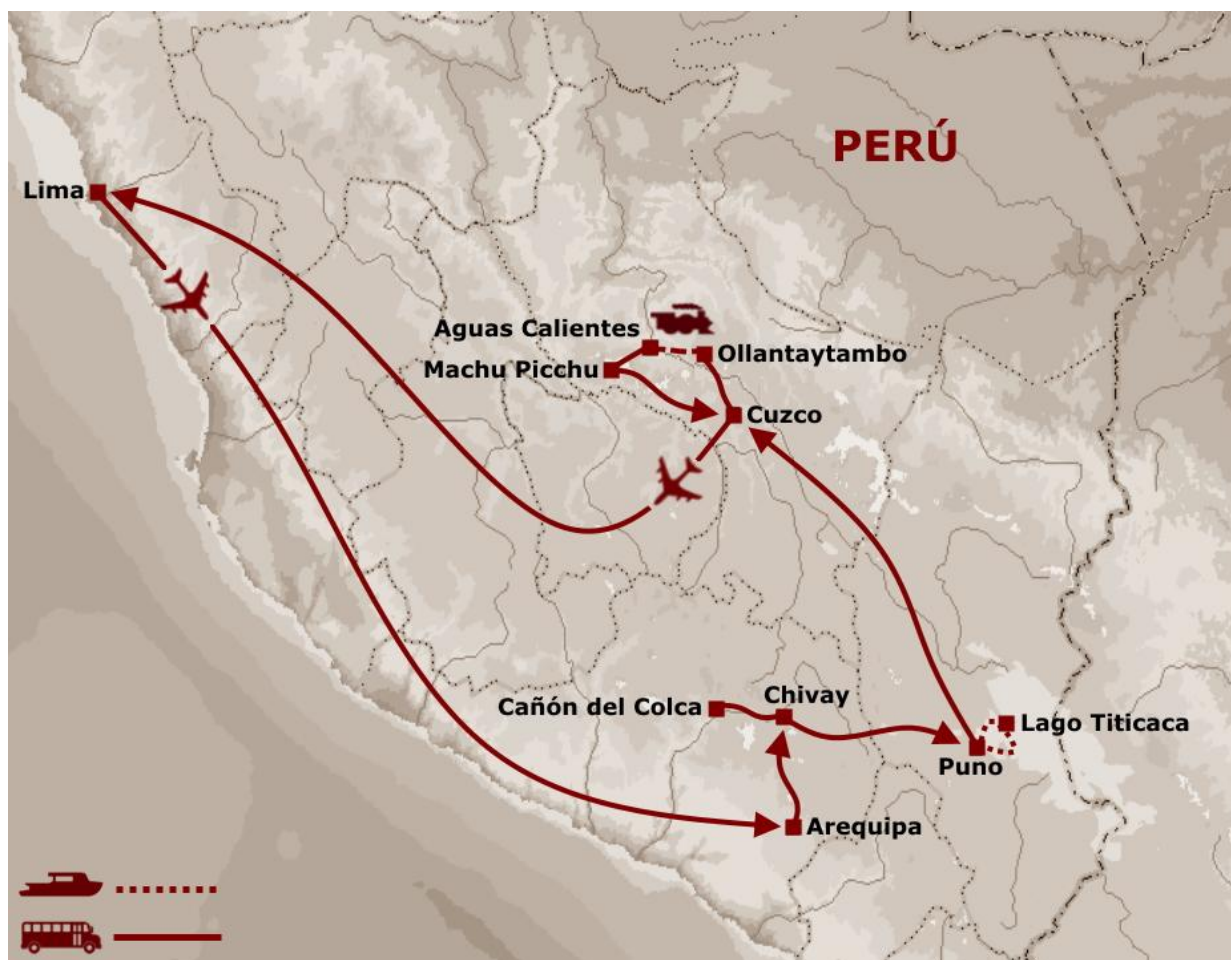 PERÚ
Lima
Aguas Calientes
Ollantaytambo
Machu Picchu
Cuzco
Chivay
Cañón del Colca
Lago Titicaca
Puno
Arequipa